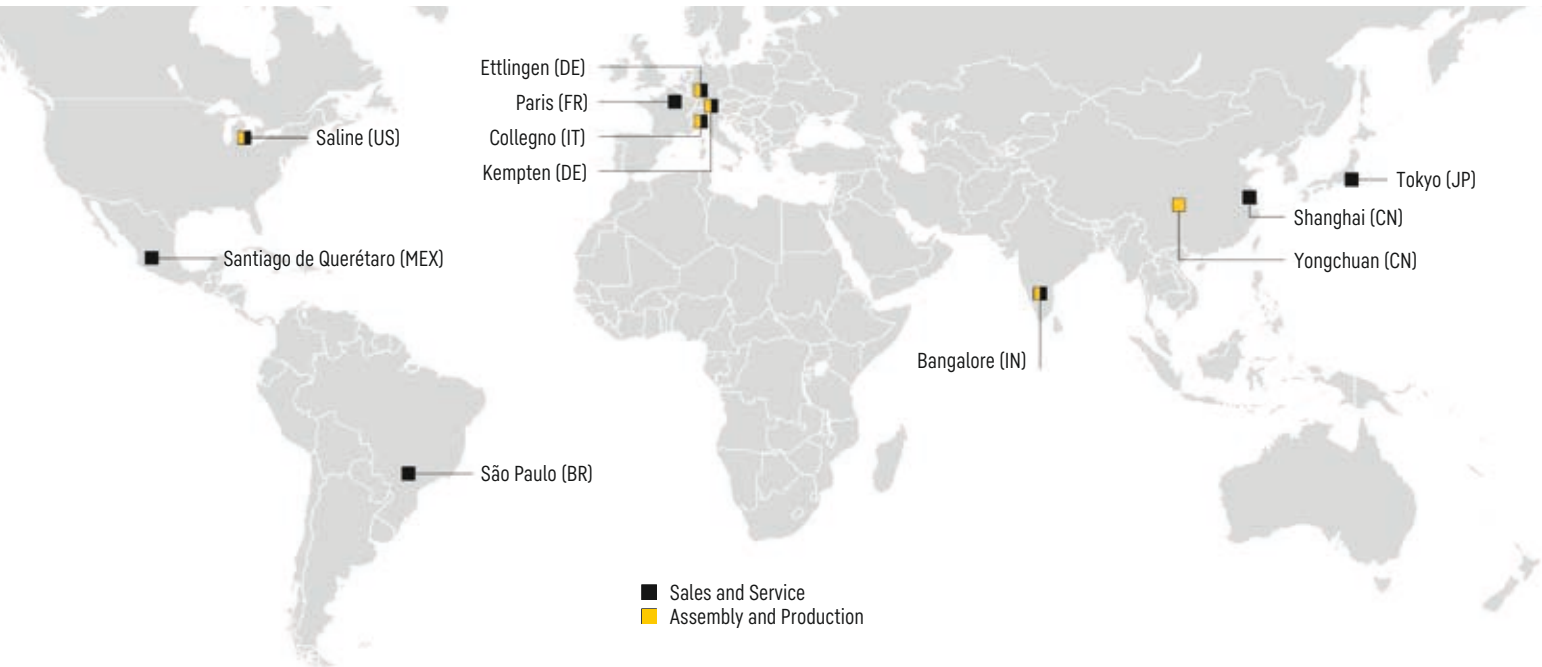 Ettlingen (DE)
Paris (FR)
Saline (US)
Collegno (IT)
Kempten (DE)
Tokyo (JP)
Shanghai (CN)
Santiago de Querétaro (MEX)
Yongchuan (CN)
Bangalore (IN)
São Paulo (BR)
Sales and Service
Assembly and Production